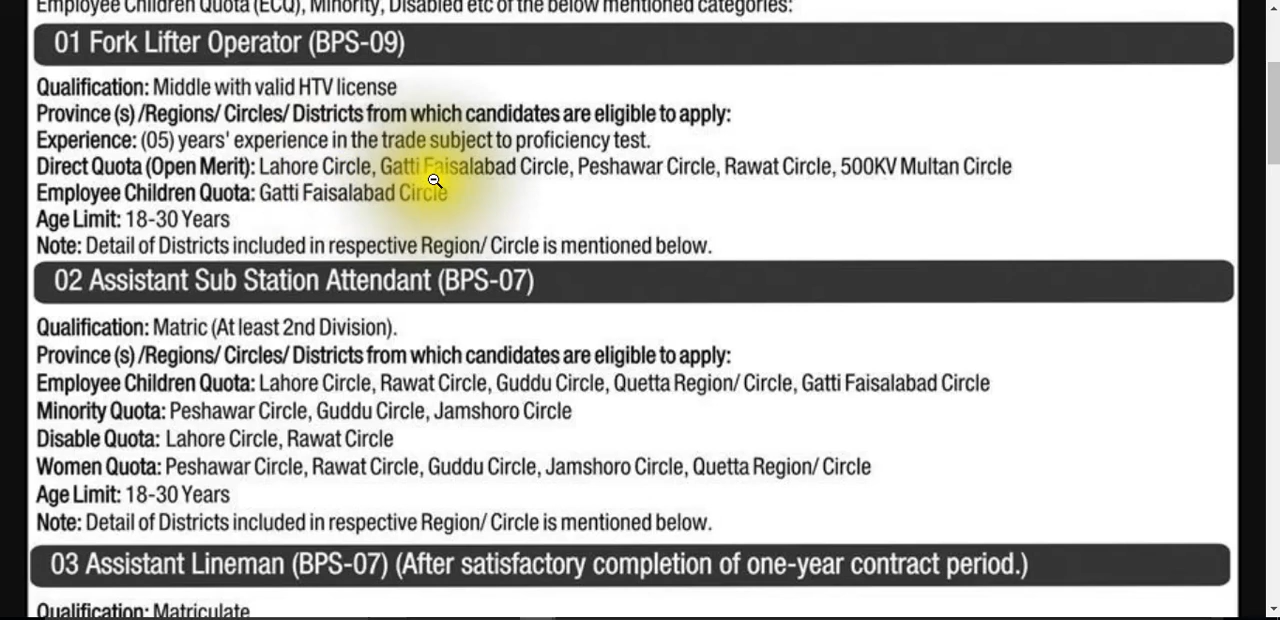 Employee Children Quota (ECQ), Minority, Disabled etc of the below mentioned categories:
01 Fork Lifter Operator (BPS-09)
Qualification: Middle with valid HTV license
Province (s) /Regions/ Circles/ Districts from which candidates are eligible to apply:
Experience: (05) years' experience in the trade subject to proficiency test.
Direct Quota (Open Merit): Lahore Circle, Gatti Faisalabad Circle, Peshawar Circle, Rawat Circle, 500KV Multan Circle
Employee Children Quota: Gatti Faisalabad Circle
Age Limit: 18-30 Years
Note: Detail of Districts included in respective Region/ Circle is mentioned below.
02 Assistant Sub Station Attendant (BPS-07)
Qualification: Matric (At least 2nd Division).
Province (s) /Regions/ Circles/ Districts from which candidates are eligible to apply:
Employee Children Quota: Lahore Circle, Rawat Circle, Guddu Circle, Quetta Region/ Circle, Gatti Faisalabad Circle
Minority Quota: Peshawar Circle, Guddu Circle, Jamshoro Circle
Disable Quota: Lahore Circle, Rawat Circle
Women Quota: Peshawar Circle, Rawat Circle, Guddu Circle, Jamshoro Circle, Quetta Region/ Circle
Age Limit: 18-30 Years
Note: Detail of Districts included in respective Region/ Circle is mentioned below.
03 Assistant Lineman (BPS-07) (After satisfactory completion of one-year contract period.)
Qualification: Matriculate